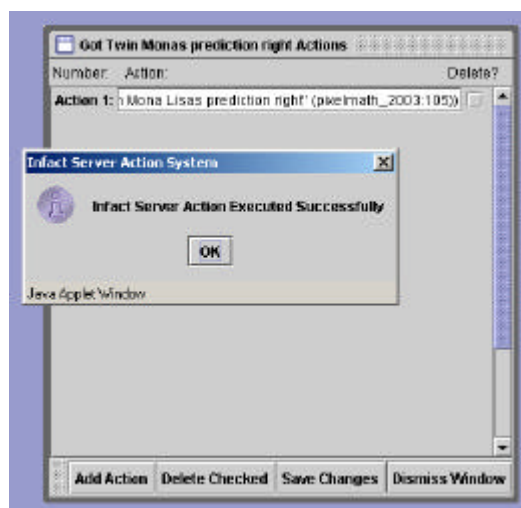 Got Twin Monas prediction right Actions
Number: Action: Delete?
Action 1: n Mona Lisas prediction right" (pixelmath_2003:105))
Infact Server Action System
Infact Server Action Executed Successfully
OK
Java Applet Window
Add Action Delete Checked Save Changes Dismiss Window